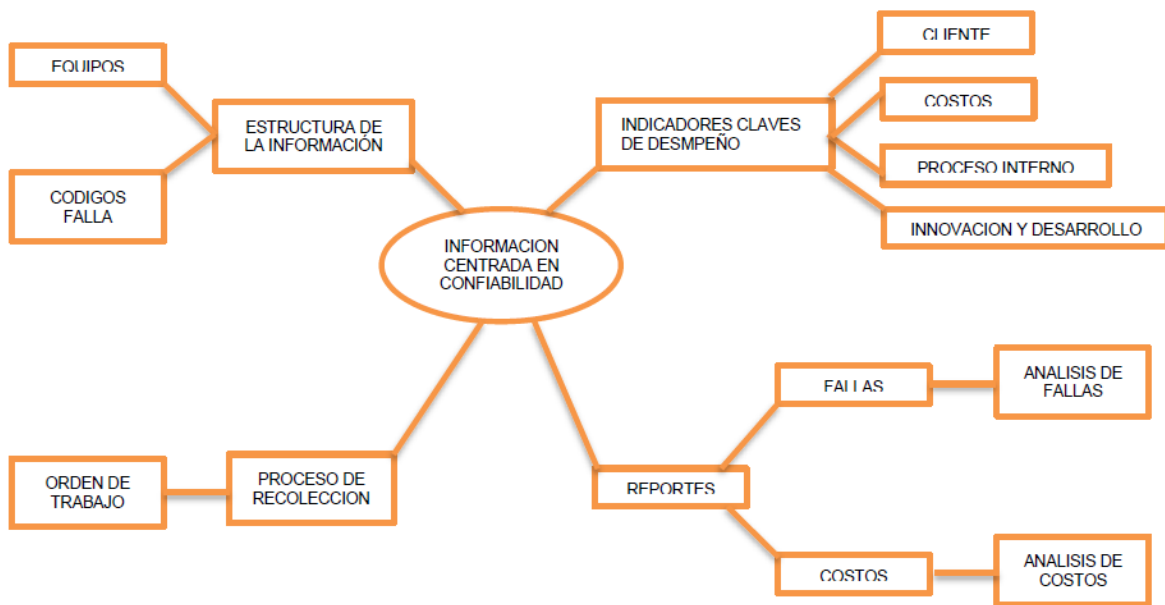 EQUIPOS
ESTRUCTURA DE
LA INFORMACIÓN
CODIGOS
FALLA
INDICADORES CLAVES
DE DESMPEÑO
CLIENTE
COSTOS
PROCESO INTERNO
INNOVACION Y DESARROLLO
INFORMACION
CENTRADA EN
CONFIABILIDAD
ORDEN DE
TRABAJO
PROCESO DE
RECOLECCION
REPORTES
FALLAS
ANALISIS DE
FALLAS
COSTOS
ANALISIS DE
COSTOS